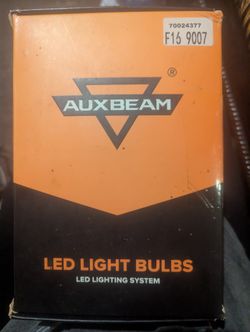 70024377
F16 9007
®
AUXBEAM
LED LIGHT BULBS
LED LIGHTING SYSTEM